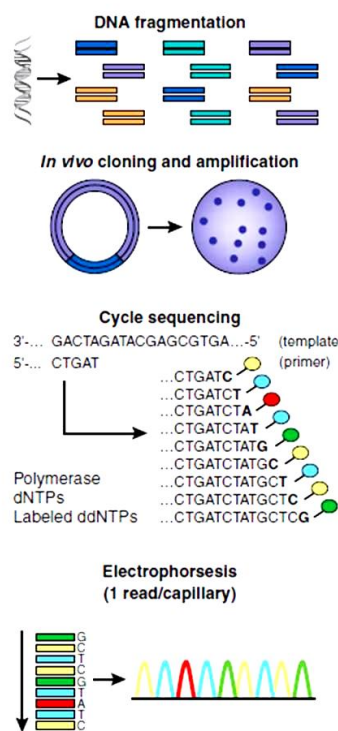 DNA fragmentation
In vivo cloning and amplification
Cycle sequencing
3'-... GACTAGATACGAGCGTGA...-5' (template
5'-... CTGAT (primer)
...CTGATC
...CTGATCT
...CTGATCTA
...CTGATCTAT
...CTGATCTATG
...CTGATCTATGC
Polymerase ...CTGATCTATGCT
dNTPs ...CTGATCTATGCTC
Labeled ddNTPs ...CTGATCTATGCTCG
Electrophorsesis
(1 read/capillary)
G
C
T
C
G
T
A
T
C